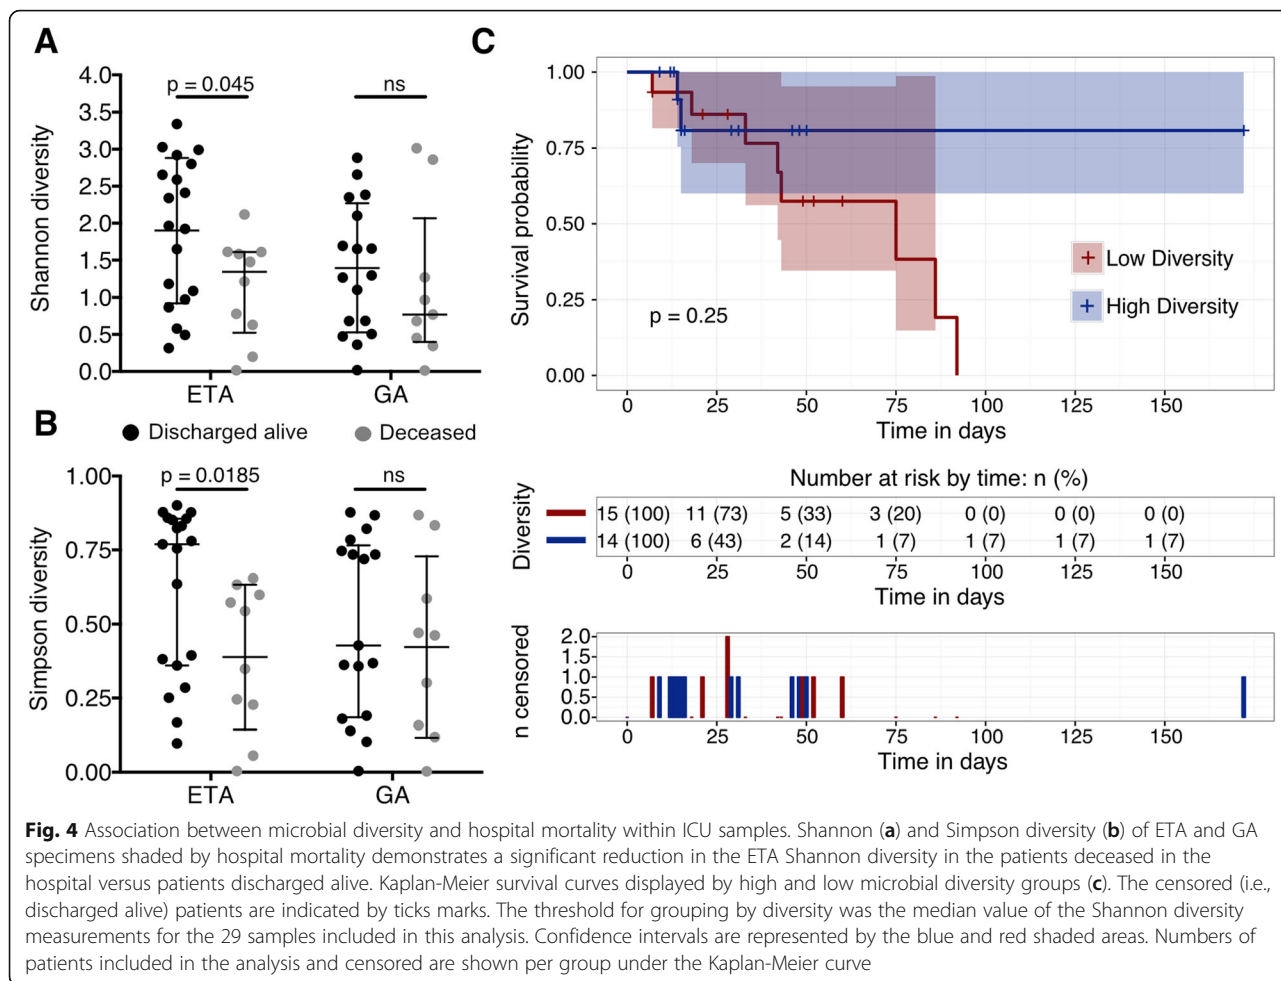 A
p = 0.045
ns
4.0
3.5
3.0
2.5
2.0
1.5
1.0
0.5
0.0
Shannon diversity
ETA
GA
B
Discharged alive
Deceased
p = 0.0185
ns
1.00
0.75
0.50
0.25
0.00
Simpson diversity
ETA
GA
C
1.00
0.75
0.50
0.25
0.00
Survival probability
p = 0.25
Low Diversity
High Diversity
0 25 50 75 100 125 150
Time in days
Number at risk by time: n (%)
Diversity
15 (100) 11 (73) 5 (33) 3 (20) 0 (0) 0 (0) 0 (0)
14 (100) 6 (43) 2 (14) 1 (7) 1 (7) 1 (7) 1 (7)
0 25 50 75 100 125 150
Time in days
n censored
2.0
1.5
1.0
0.5
0.0
0 25 50 75 100 125 150
Time in days
Fig. 4 Association between microbial diversity and hospital mortality within ICU samples. Shannon (a) and Simpson diversity (b) of ETA and GA
specimens shaded by hospital mortality demonstrates a significant reduction in the ETA Shannon diversity in the patients deceased in the
hospital versus patients discharged alive. Kaplan-Meier survival curves displayed by high and low microbial diversity groups (c). The censored (i.e.,
discharged alive) patients are indicated by ticks marks. The threshold for grouping by diversity was the median value of the Shannon diversity
measurements for the 29 samples included in this analysis. Confidence intervals are represented by the blue and red shaded areas. Numbers of
patients included in the analysis and censored are shown per group under the Kaplan-Meier curve